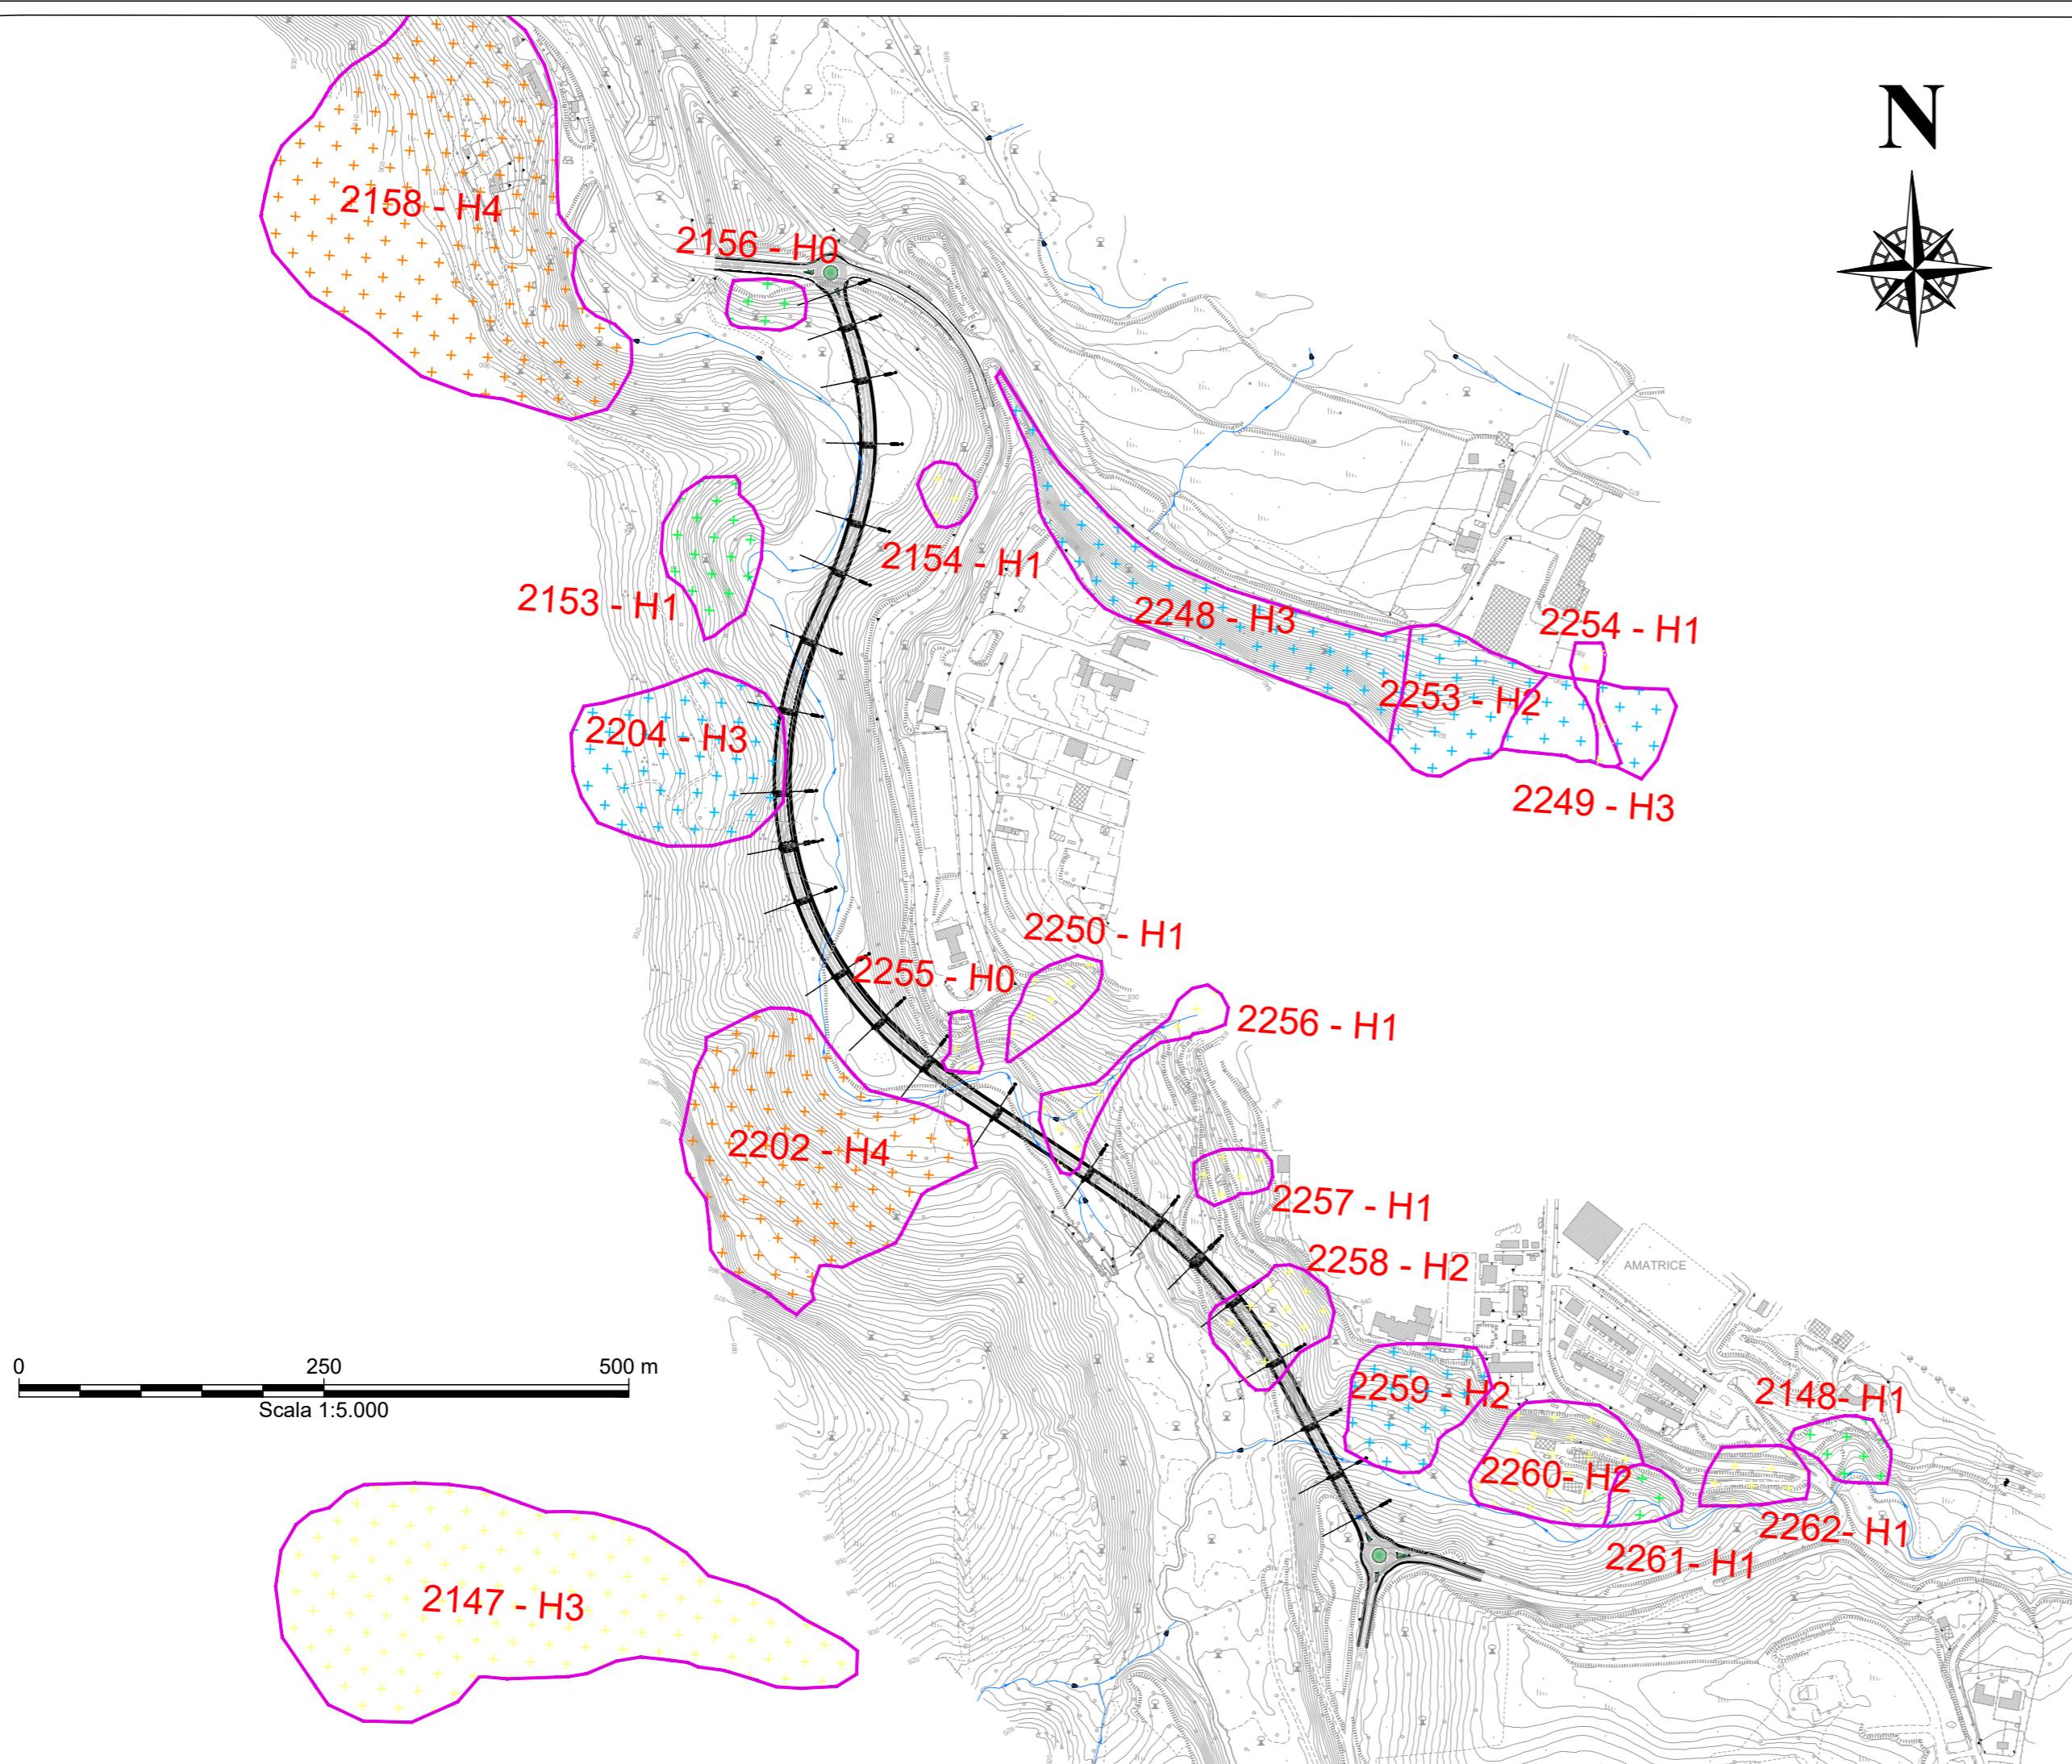 N
2158 - H4
2156 - H0
2154 - H1
2153 - H1
2248 - H3
2254 - H1
2253 - H2
2204 - H3
2249 - H3
2250 - H1
2255 - H0
2256 - H1
2202 - H4
2257 - H1
2258 - H2
AMATRICE
0 250 500 m
Scala 1:5.000
2259 - H2
2148- H1
2260- H2
2262- H1
2261- H1
2147 - H3